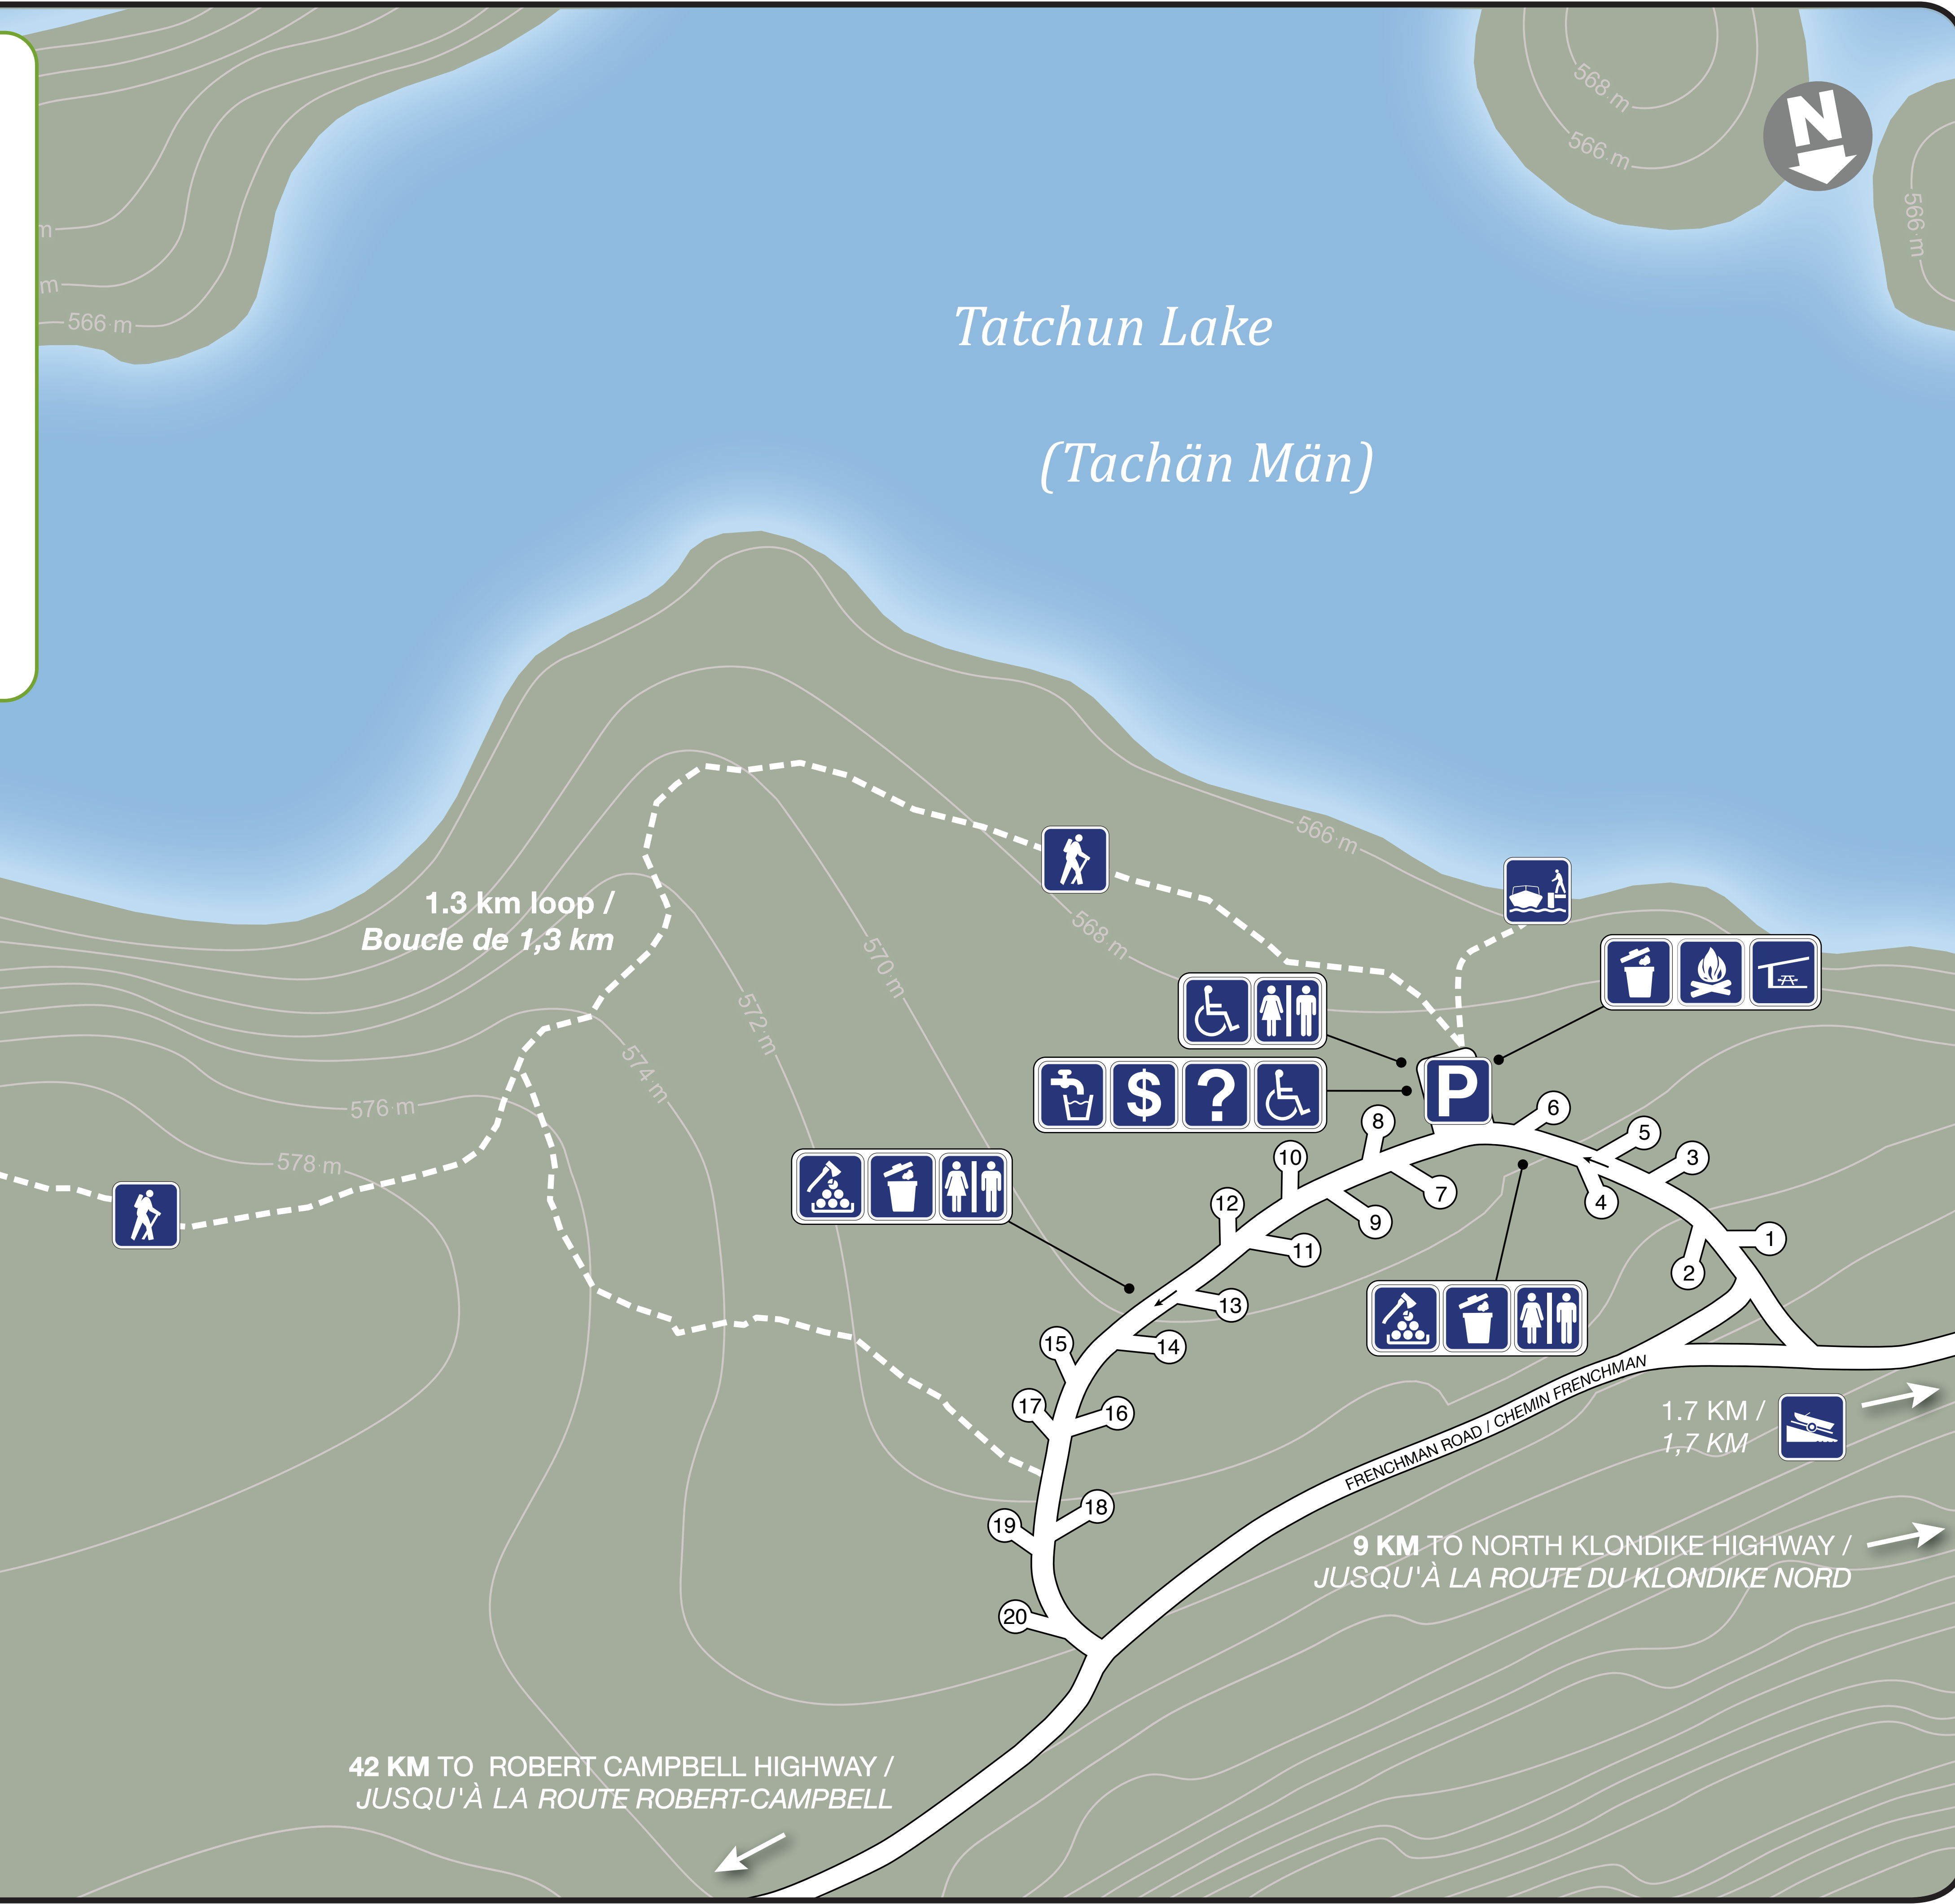 568 m
566 m
N
566 m
m
m
566 m
Tatchun Lake
(Tachän Män)
566 m
1.3 km loop /
Boucle de 1,3 km
568 m
570 m
572 m
574 m
576 m
578 m
$
?
P
6
8
5
3
10
7
4
12
9
1
11
2
13
15
14
17
16
18
19
20
FRENCHMAN ROAD / CHEMIN FRENCHMAN
1.7 KM /
1,7 KM
9 KM TO NORTH KLONDIKE HIGHWAY /
JUSQU'À LA ROUTE DU KLONDIKE NORD
42 KM TO ROBERT CAMPBELL HIGHWAY /
JUSQU'À LA ROUTE ROBERT-CAMPBELL